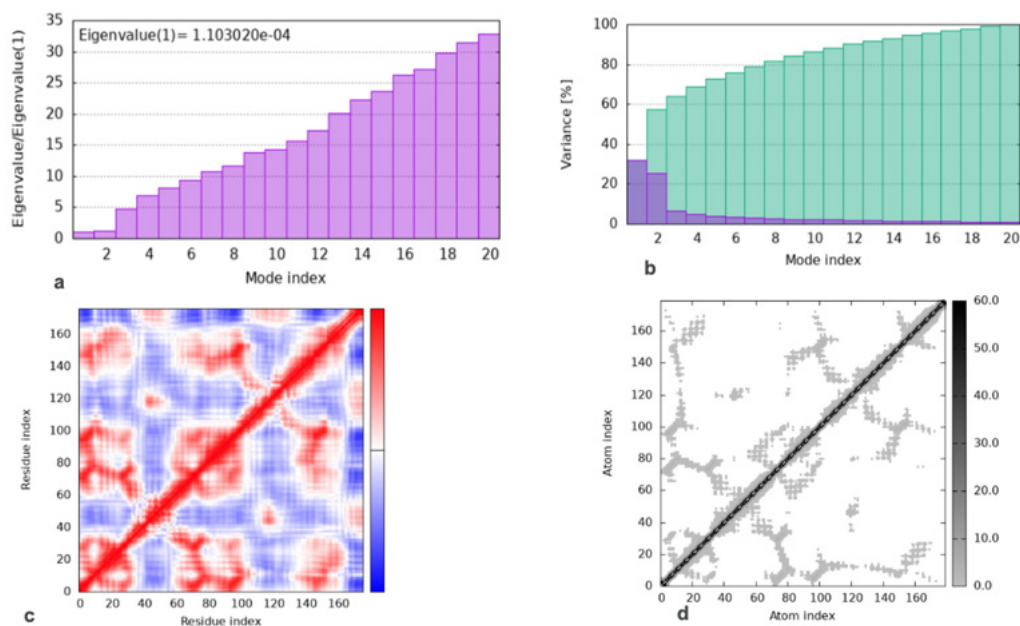 35
30
25
20
15
10
5
0
Eigenvalue/Eigenvalue(1)
Eigenvalue(1)= 1.103020e-04
2 4 6 8 10 12 14 16 18 20
Mode index
a
100
80
60
40
20
0
Variance [%]
2 4 6 8 10 12 14 16 18 20
Mode index
b
160
140
120
100
80
60
40
20
0
Residue index
0 20 40 60 80 100 120 140 160
Residue index
c
160
140
120
100
80
60
40
20
0
Atom index
0 20 40 60 80 100 120 140 160
Atom index
d
60.0
50.0
40.0
30.0
20.0
10.0
0.0